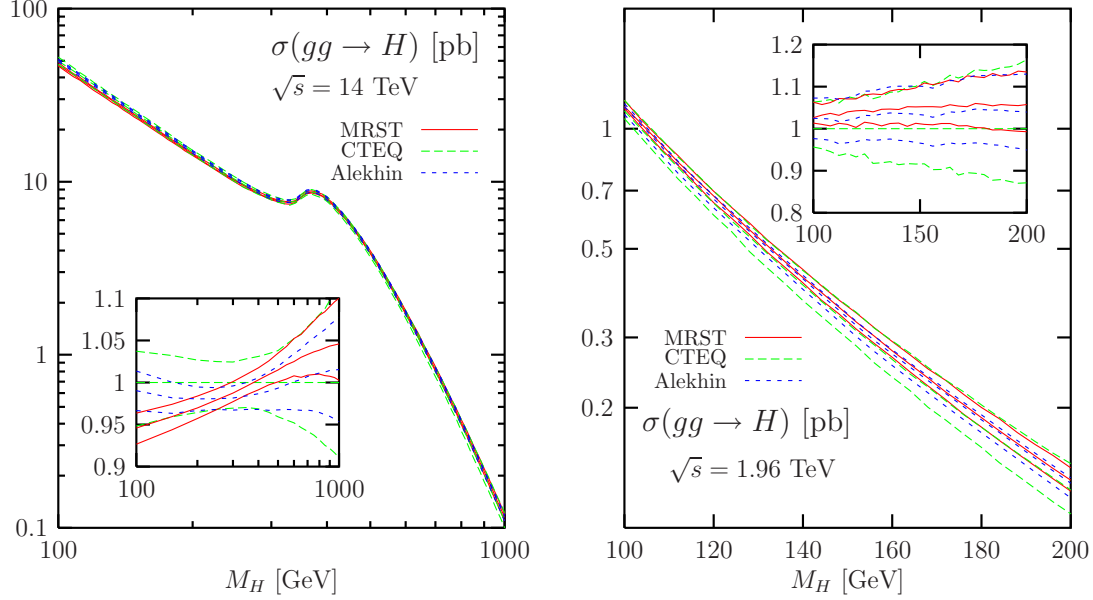 σ(gg → H) [pb]
√s = 14 TeV
MRST
CTEQ
Alekhin
100
10
1
0.1
100
1000
M_H [GeV]
1.1
1.05
1
0.95
0.9
100
1000
σ(gg → H) [pb]
√s = 1.96 TeV
MRST
CTEQ
Alekhin
1
0.7
0.5
0.3
0.2
100
120
140
160
180
200
M_H [GeV]
1.2
1.1
1
0.9
0.8
100
150
200